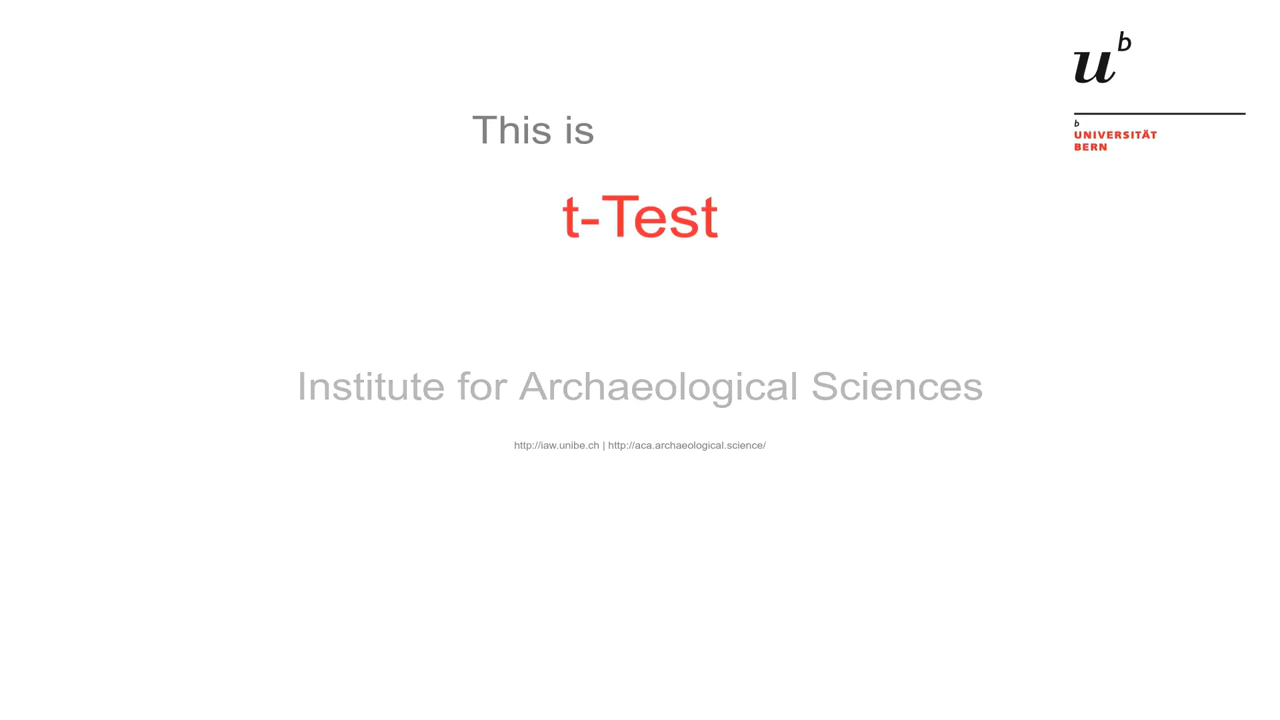 u^b
This is
b
UNIVERSITÄT
BERN
t-Test
Institute for Archaeological Sciences
http://iaw.unibe.ch | http://aca.archaeological.science/